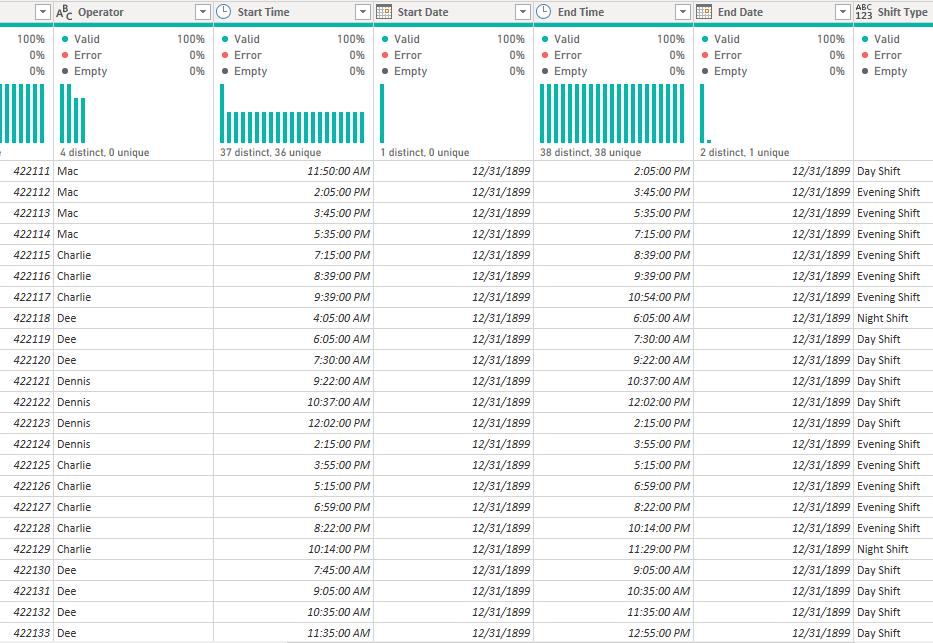 Operator Start Time Start Date End Time End Date ABC 123 Shift Type
100% Valid 100% Valid 100% Valid 100% Valid 100% Valid 100% Valid
0% Error 0% Error 0% Error 0% Error 0% Error 0% Error
0% Empty 0% Empty 0% Empty 0% Empty 0% Empty 0% Empty
4 distinct, 0 unique 37 distinct, 36 unique 1 distinct, 0 unique 38 distinct, 38 unique 2 distinct, 1 unique
422111 Mac 11:50:00 AM 12/31/1899 2:05:00 PM 12/31/1899 Day Shift
422112 Mac 2:05:00 PM 12/31/1899 3:45:00 PM 12/31/1899 Evening Shift
422113 Mac 3:45:00 PM 12/31/1899 5:35:00 PM 12/31/1899 Evening Shift
422114 Mac 5:35:00 PM 12/31/1899 7:15:00 PM 12/31/1899 Evening Shift
422115 Charlie 7:15:00 PM 12/31/1899 8:39:00 PM 12/31/1899 Evening Shift
422116 Charlie 8:39:00 PM 12/31/1899 9:39:00 PM 12/31/1899 Evening Shift
422117 Charlie 9:39:00 PM 12/31/1899 10:54:00 PM 12/31/1899 Evening Shift
422118 Dee 4:05:00 AM 12/31/1899 6:05:00 AM 12/31/1899 Night Shift
422119 Dee 6:05:00 AM 12/31/1899 7:30:00 AM 12/31/1899 Day Shift
422120 Dee 7:30:00 AM 12/31/1899 9:22:00 AM 12/31/1899 Day Shift
422121 Dennis 9:22:00 AM 12/31/1899 10:37:00 AM 12/31/1899 Day Shift
422122 Dennis 10:37:00 AM 12/31/1899 12:02:00 PM 12/31/1899 Day Shift
422123 Dennis 12:02:00 PM 12/31/1899 2:15:00 PM 12/31/1899 Day Shift
422124 Dennis 2:15:00 PM 12/31/1899 3:55:00 PM 12/31/1899 Evening Shift
422125 Charlie 3:55:00 PM 12/31/1899 5:15:00 PM 12/31/1899 Evening Shift
422126 Charlie 5:15:00 PM 12/31/1899 6:59:00 PM 12/31/1899 Evening Shift
422127 Charlie 6:59:00 PM 12/31/1899 8:22:00 PM 12/31/1899 Evening Shift
422128 Charlie 8:22:00 PM 12/31/1899 10:14:00 PM 12/31/1899 Evening Shift
422129 Charlie 10:14:00 PM 12/31/1899 11:29:00 PM 12/31/1899 Night Shift
422130 Dee 7:45:00 AM 12/31/1899 9:05:00 AM 12/31/1899 Day Shift
422131 Dee 9:05:00 AM 12/31/1899 10:35:00 AM 12/31/1899 Day Shift
422132 Dee 10:35:00 AM 12/31/1899 11:35:00 AM 12/31/1899 Day Shift
422133 Dee 11:35:00 AM 12/31/1899 12:55:00 PM 12/31/1899 Day Shift